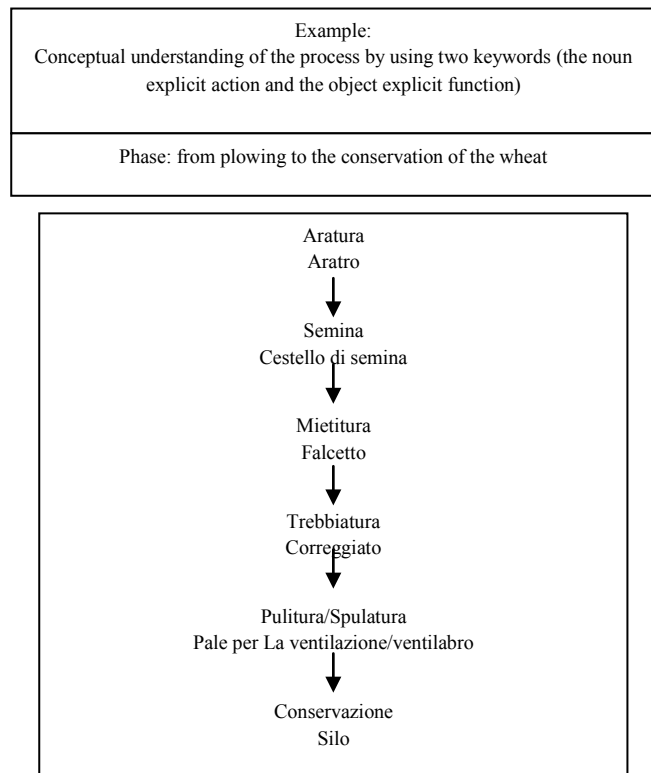 Example:
Conceptual understanding of the process by using two keywords (the noun
explicit action and the object explicit function)
Phase: from plowing to the conservation of the wheat
Aratura
Aratro
Semina
Cestello di semina
Mietitura
Falcetto
Trebbiatura
Correggiato
Pulitura/Spulatura
Pale per La ventilazione/ventilabro
Conservazione
Silo